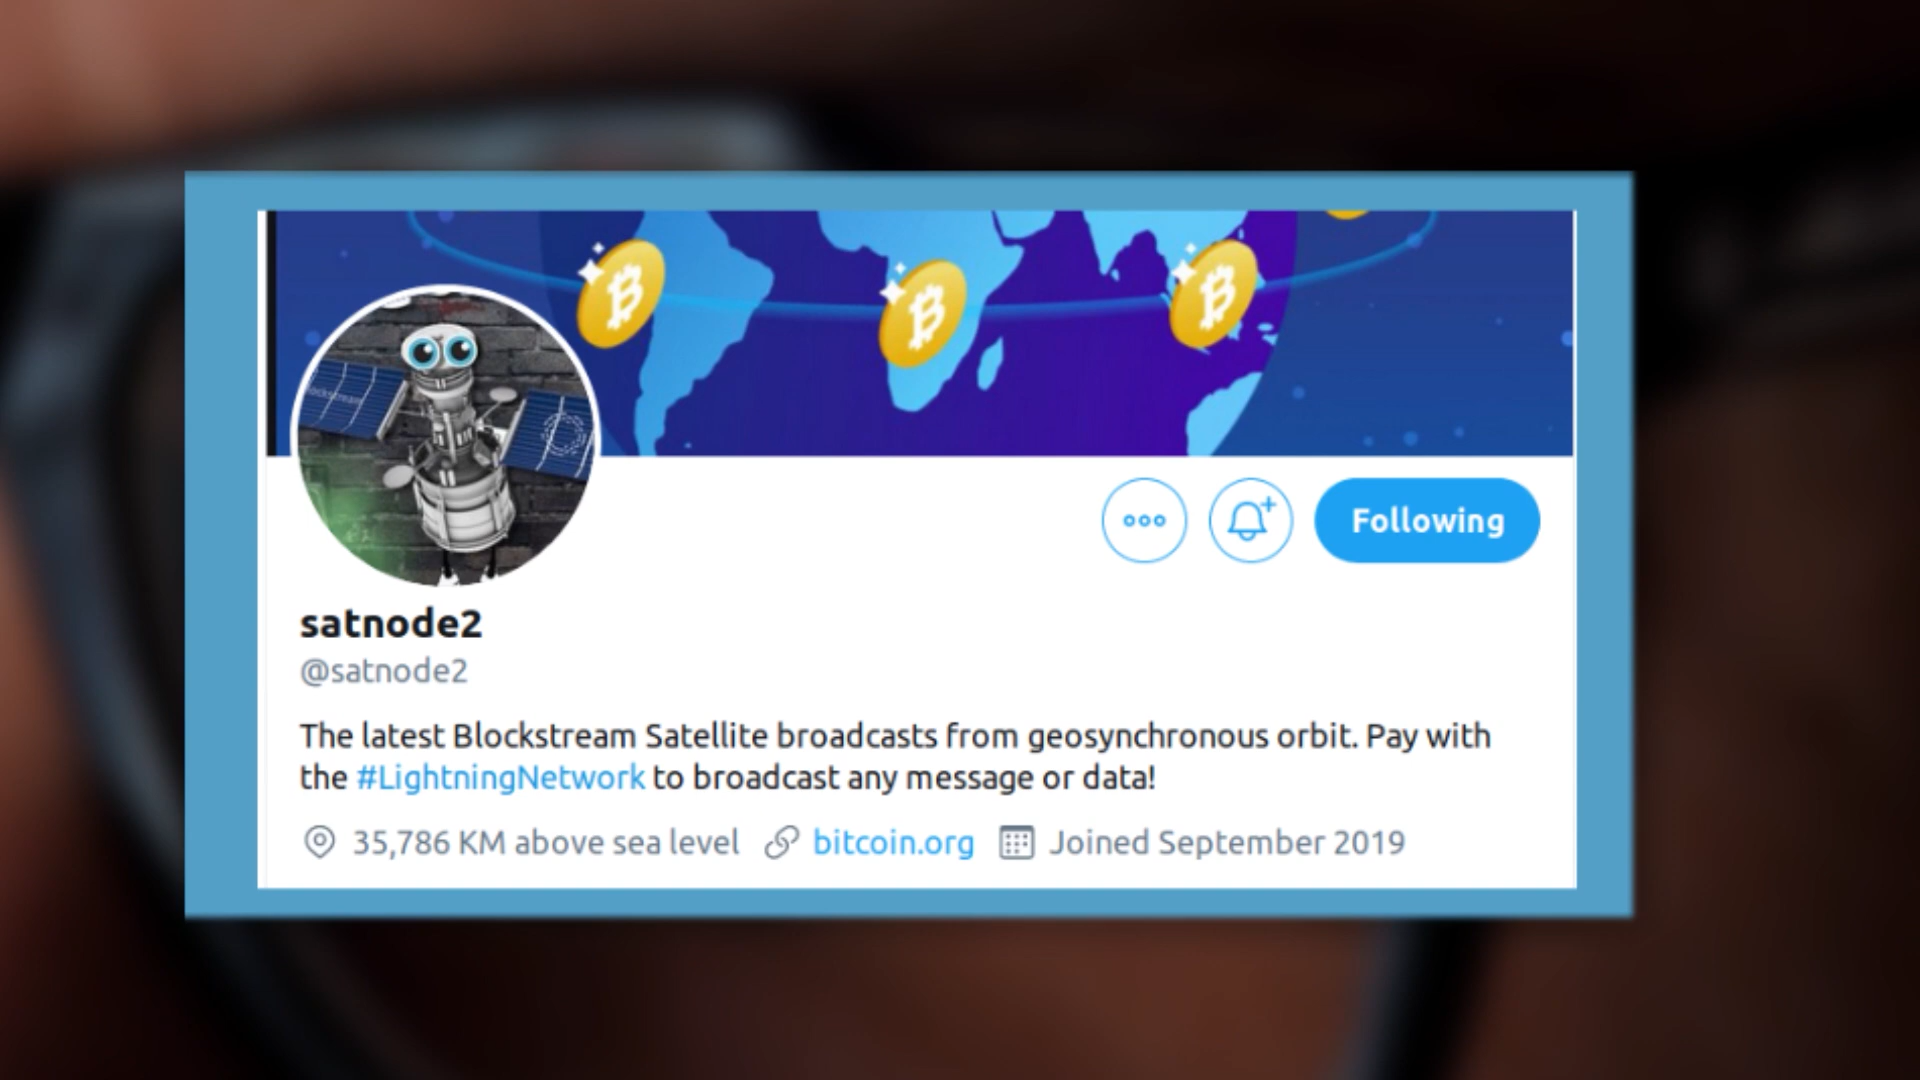 satnode2
@satnode2
The latest Blockstream Satellite broadcasts from geosynchronous orbit. Pay with
the #LightningNetwork to broadcast any message or data!
35,786 KM above sea level bitcoin.org Joined September 2019
Following